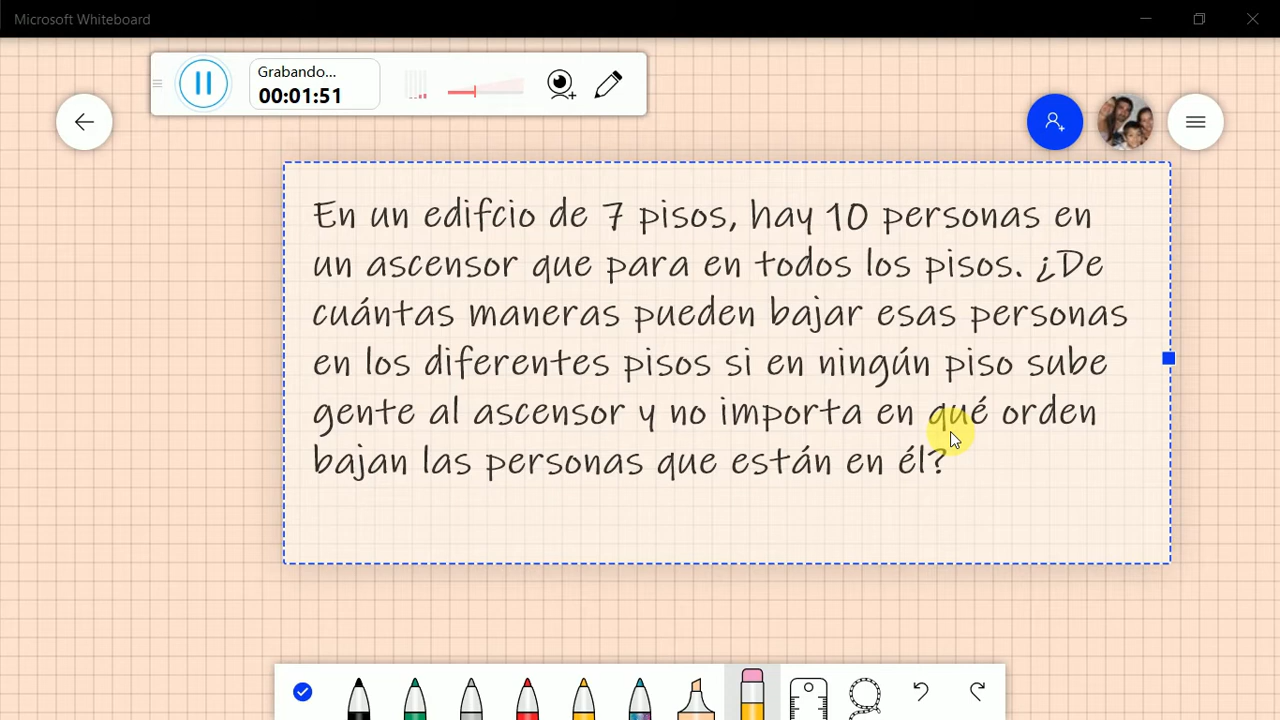 Microsoft Whiteboard
Grabando...
00:01:51
En un edifcio de 7 pisos, hay 10 personas en
un ascensor que para en todos los pisos. ¿De
cuántas maneras pueden bajar esas personas
en los diferentes pisos si en ningún piso sube
gente al ascensor y no importa en qué orden
bajan las personas que están en él?